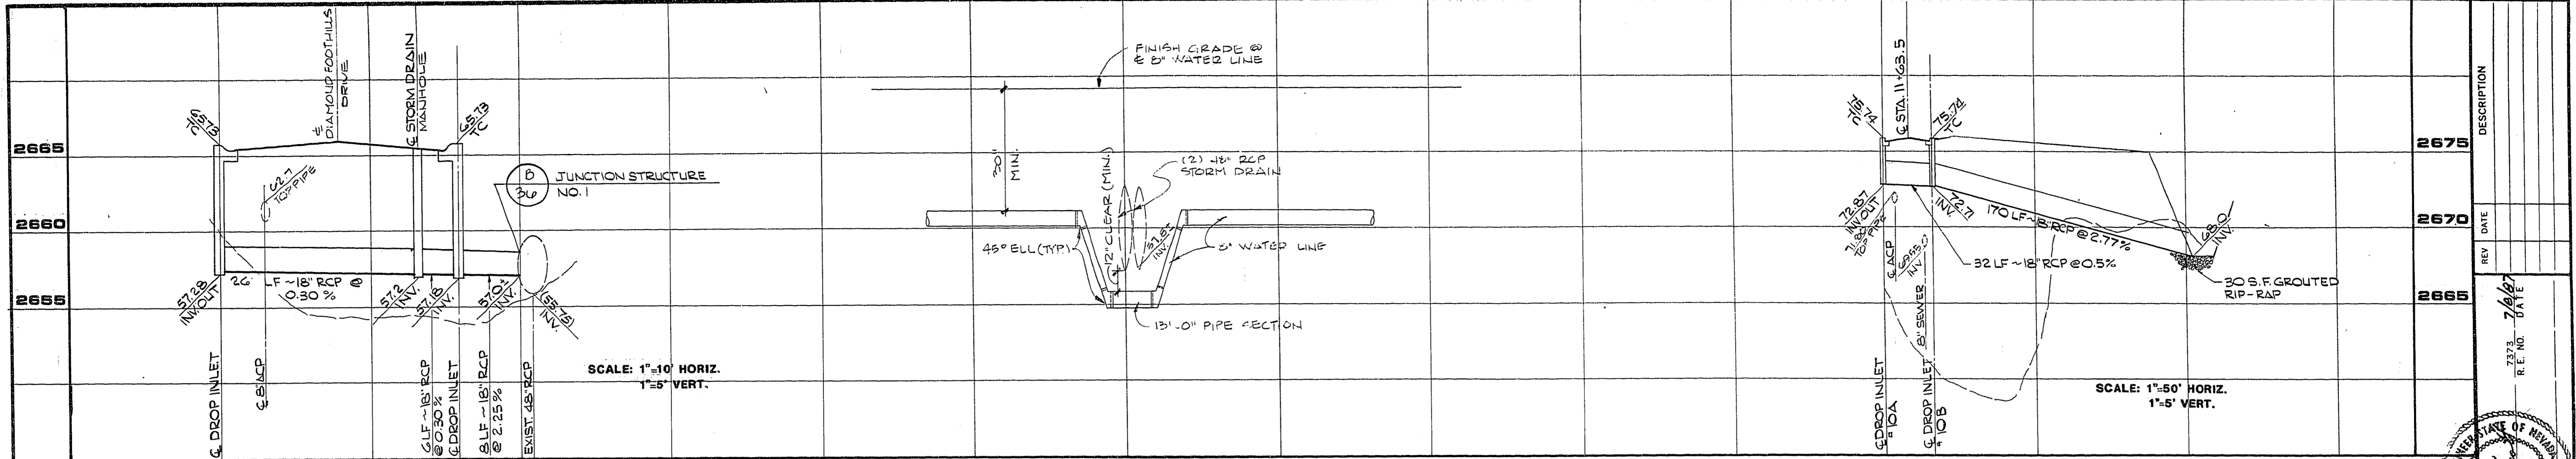 2665
2660
2655
65.73
TC
℄
DIAMOND FOOTHILLS
DRIVE
℄ STORM DRAIN
MANHOLE
65.73
TC
62.7
TOP PIPE
B
36
JUNCTION STRUCTURE
NO. 1
57.28
INV. OUT
26 LF ~ 18" RCP @
0.30 %
57.2
INV.
57.18
INV.
57.0±
INV.
(55.75)
INV.
℄ DROP INLET
℄ 8" ACP
6 LF ~ 18" RCP
@ 0.30 %
℄ DROP INLET
8 LF ~ 18" RCP
@ 2.25 %
EXIST. 48" RCP
SCALE: 1"=10' HORIZ.
1"=5' VERT.
FINISH GRADE @
℄ 8" WATER LINE
MIN.
12" CLEAR (MIN.)
(2) 48" RCP
STORM DRAIN
INV.
45° ELL (TYP.)
8" WATER LINE
13'-0" PIPE SECTION
75.74
TC
℄ STA. 11+63.5
75.74
TC
72.87
INV. OUT
71.80
TOP PIPE
℄ ACP
INV.
8" SEWER
72.71
INV.
170 LF ~ 18" RCP @ 2.77%
68.0
INV.
32 LF ~ 18" RCP @ 0.5%
30 S.F. GROUTED
RIP-RAP
℄ DROP INLET
# 10A
℄ DROP INLET
# 10B
SCALE: 1"=50' HORIZ.
1"=5' VERT.
2675
2670
2665
DESCRIPTION
DATE
REV
7373
R.E. NO.
DATE
STATE OF NEVADA